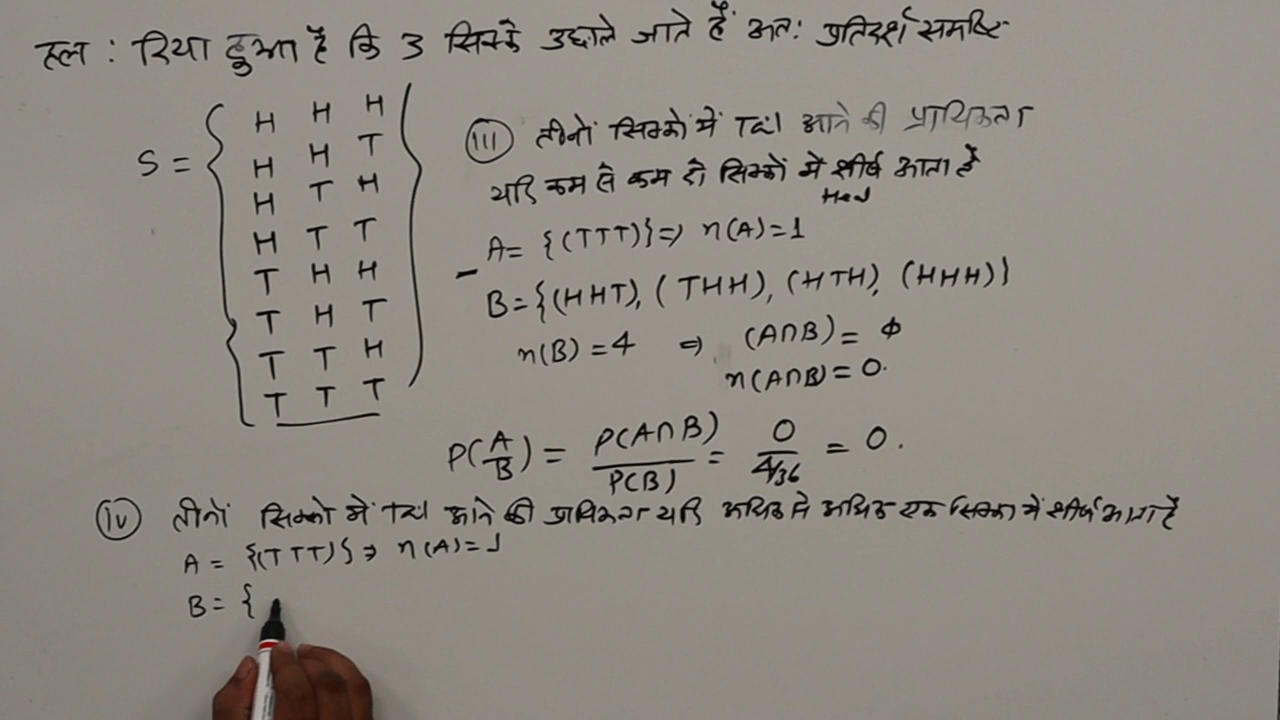 हल : दिया हुआ है कि 3 सिक्के उछाले जाते हैं अतः प्रतिदर्श समष्टि
S = { H H H
H H T
H T H
H T T
T H H
T H T
T T H
T T T }
(III) तीनों सिक्कों में Tail आने की प्रायिकता
यदि कम से कम दो सिक्कों में शीर्ष आता है
Head
A= {(TTT)} ⇒ n(A)=1
B={(HHT), (THH), (HTH), (HHH)}
n(B) = 4 ⇒ (A∩B) = ϕ
n(A∩B) = 0.
P(A/B) = P(A∩B)/P(B) = 0/(4/36) = 0.
(IV) तीनों सिक्कों में Tail आने की प्रायिकता यदि अधिक से अधिक एक सिक्का में शीर्ष आता है
A = {(TTT)} ⇒ n(A)=1
B= {